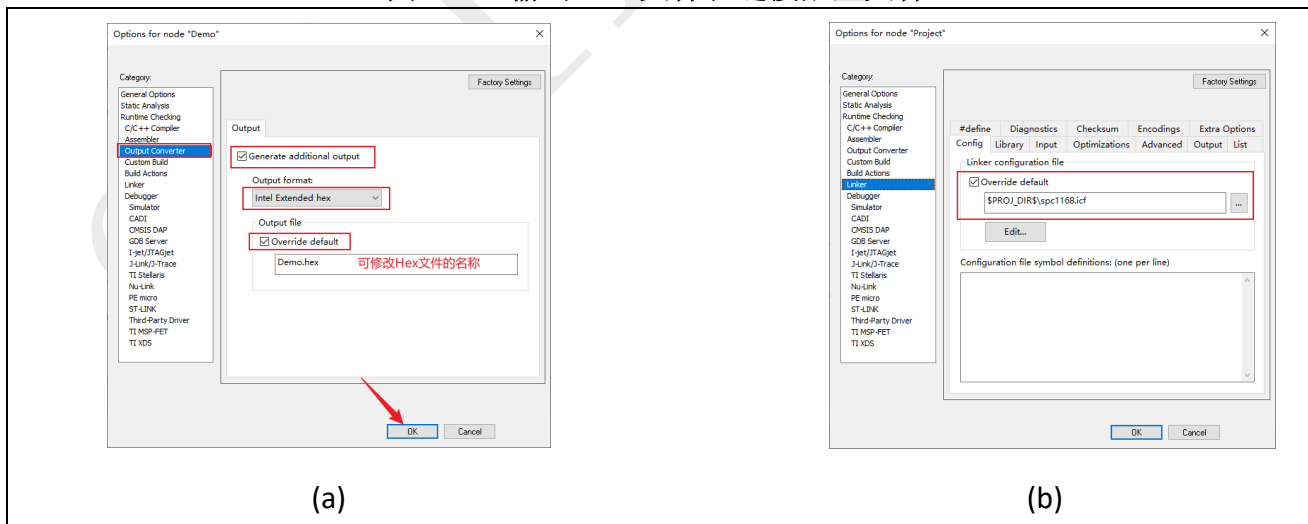 Options for node "Demo"
Category:
General Options
Static Analysis
Runtime Checking
C/C++ Compiler
Assembler
Output Converter
Custom Build
Build Actions
Linker
Debugger
Simulator
CADI
CMSIS DAP
GDB Server
I-jet/JTAGjet
J-Link/J-Trace
TI Stellaris
Nu-Link
PE micro
ST-LINK
Third-Party Driver
TI MSP-FET
TI XDS
Factory Settings
Output
Generate additional output
Output format:
Intel Extended hex
Output file
Override default
Demo.hex
可修改Hex文件的名称
OK
Cancel
(a)
Options for node "Project"
Category:
General Options
Static Analysis
Runtime Checking
C/C++ Compiler
Assembler
Output Converter
Custom Build
Build Actions
Linker
Debugger
Simulator
CADI
CMSIS DAP
GDB Server
I-jet/JTAGjet
J-Link/J-Trace
TI Stellaris
Nu-Link
PE micro
ST-LINK
Third-Party Driver
TI MSP-FET
TI XDS
Factory Settings
#define Diagnostics Checksum Encodings Extra Options
Config Library Input Optimizations Advanced Output List
Linker configuration file
Override default
$PROJ_DIR$\spc1168.icf
...
Edit...
Configuration file symbol definitions: (one per line)
OK
Cancel
(b)